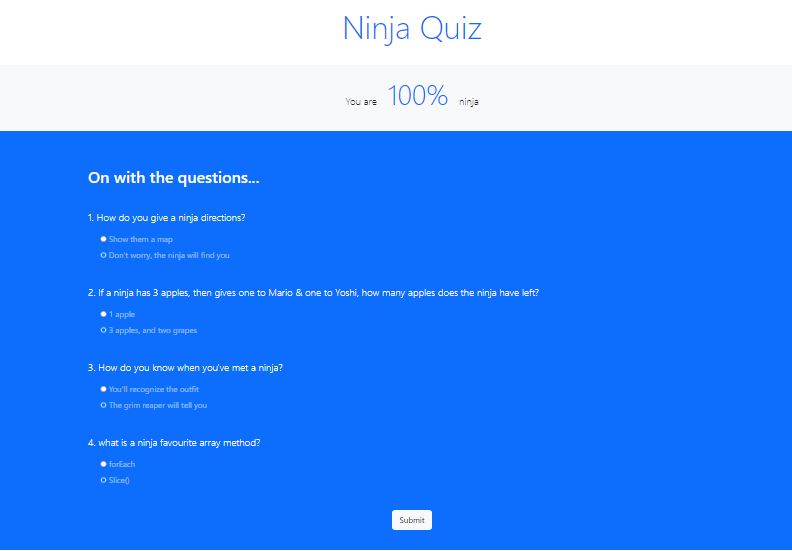 Ninja Quiz
You are 100% ninja
On with the questions...
1. How do you give a ninja directions?
Show them a map
Don't worry, the ninja will find you
2. If a ninja has 3 apples, then gives one to Mario & one to Yoshi, how many apples does the ninja have left?
1 apple
3 apples, and two grapes
3. How do you know when you've met a ninja?
You'll recognize the outfit
The grim reaper will tell you
4. what is a ninja favourite array method?
forEach
Slice()
Submit